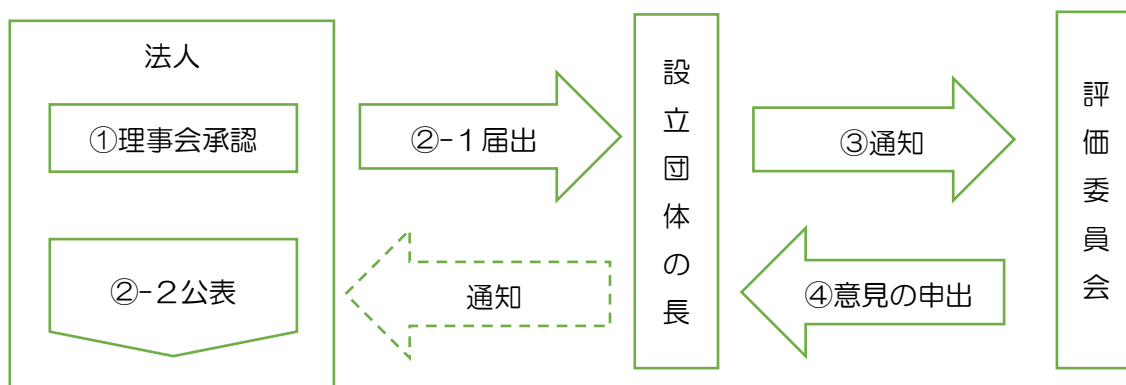 法人
①理事会承認
②-1届出
設立団体の長
③通知
評価委員会
②-2公表
通知
④意見の申出